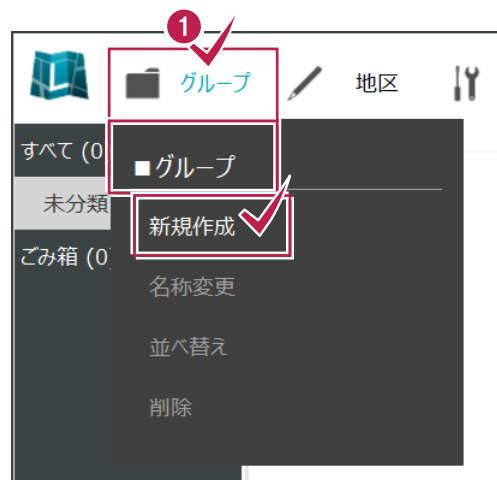 1
グループ
地区
すべて (0
■グループ
未分類
新規作成
ごみ箱 (0
名称変更
並べ替え
削除